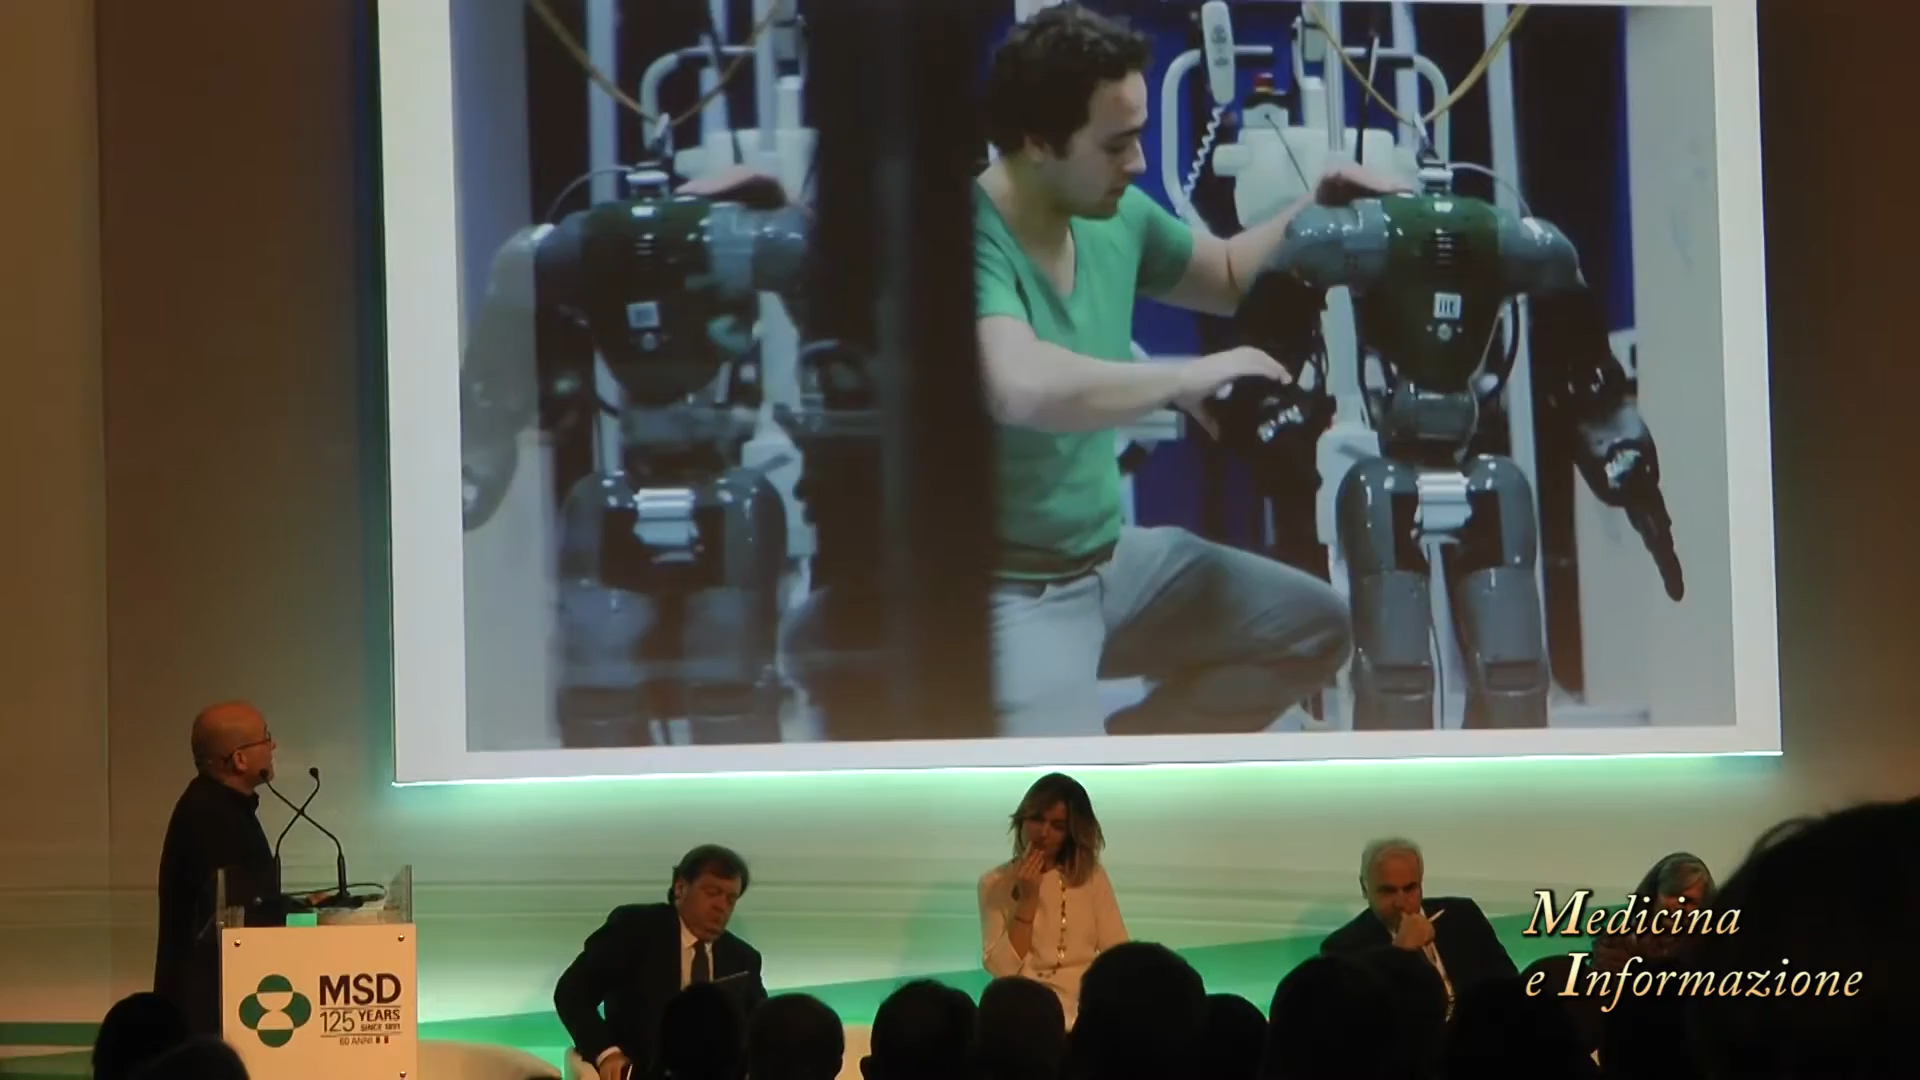 iit
MSD
125 YEARS
SINCE 1891
60 ANNI
Medicina
e Informazione